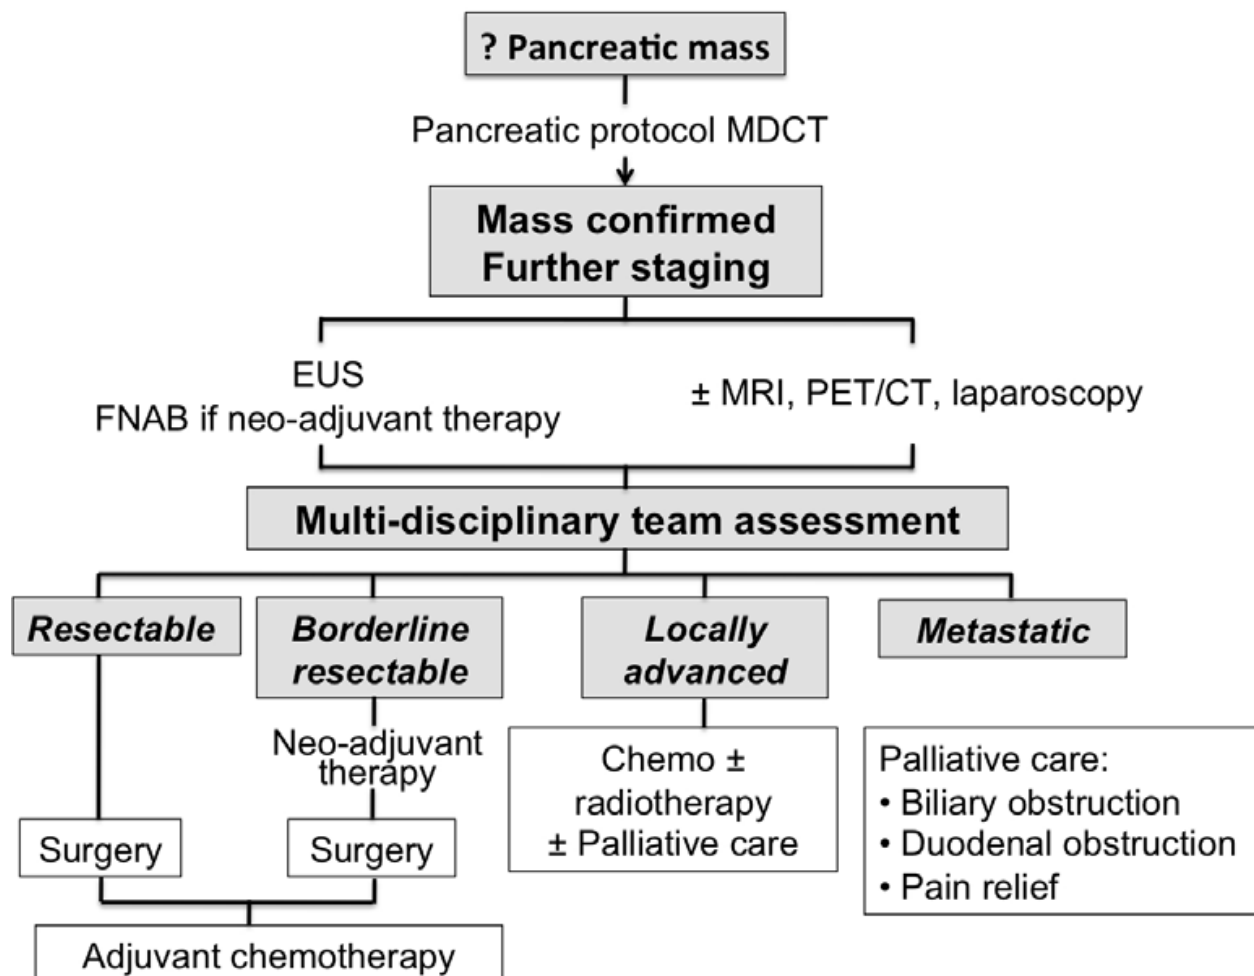 ? Pancreatic mass
Pancreatic protocol MDCT
Mass confirmed
Further staging
EUS
FNAB if neo-adjuvant therapy
± MRI, PET/CT, laparoscopy
Multi-disciplinary team assessment
Resectable
Borderline
resectable
Locally
advanced
Metastatic
Neo-adjuvant
therapy
Surgery
Surgery
Chemo ±
radiotherapy
± Palliative care
Palliative care:
• Biliary obstruction
• Duodenal obstruction
• Pain relief
Adjuvant chemotherapy